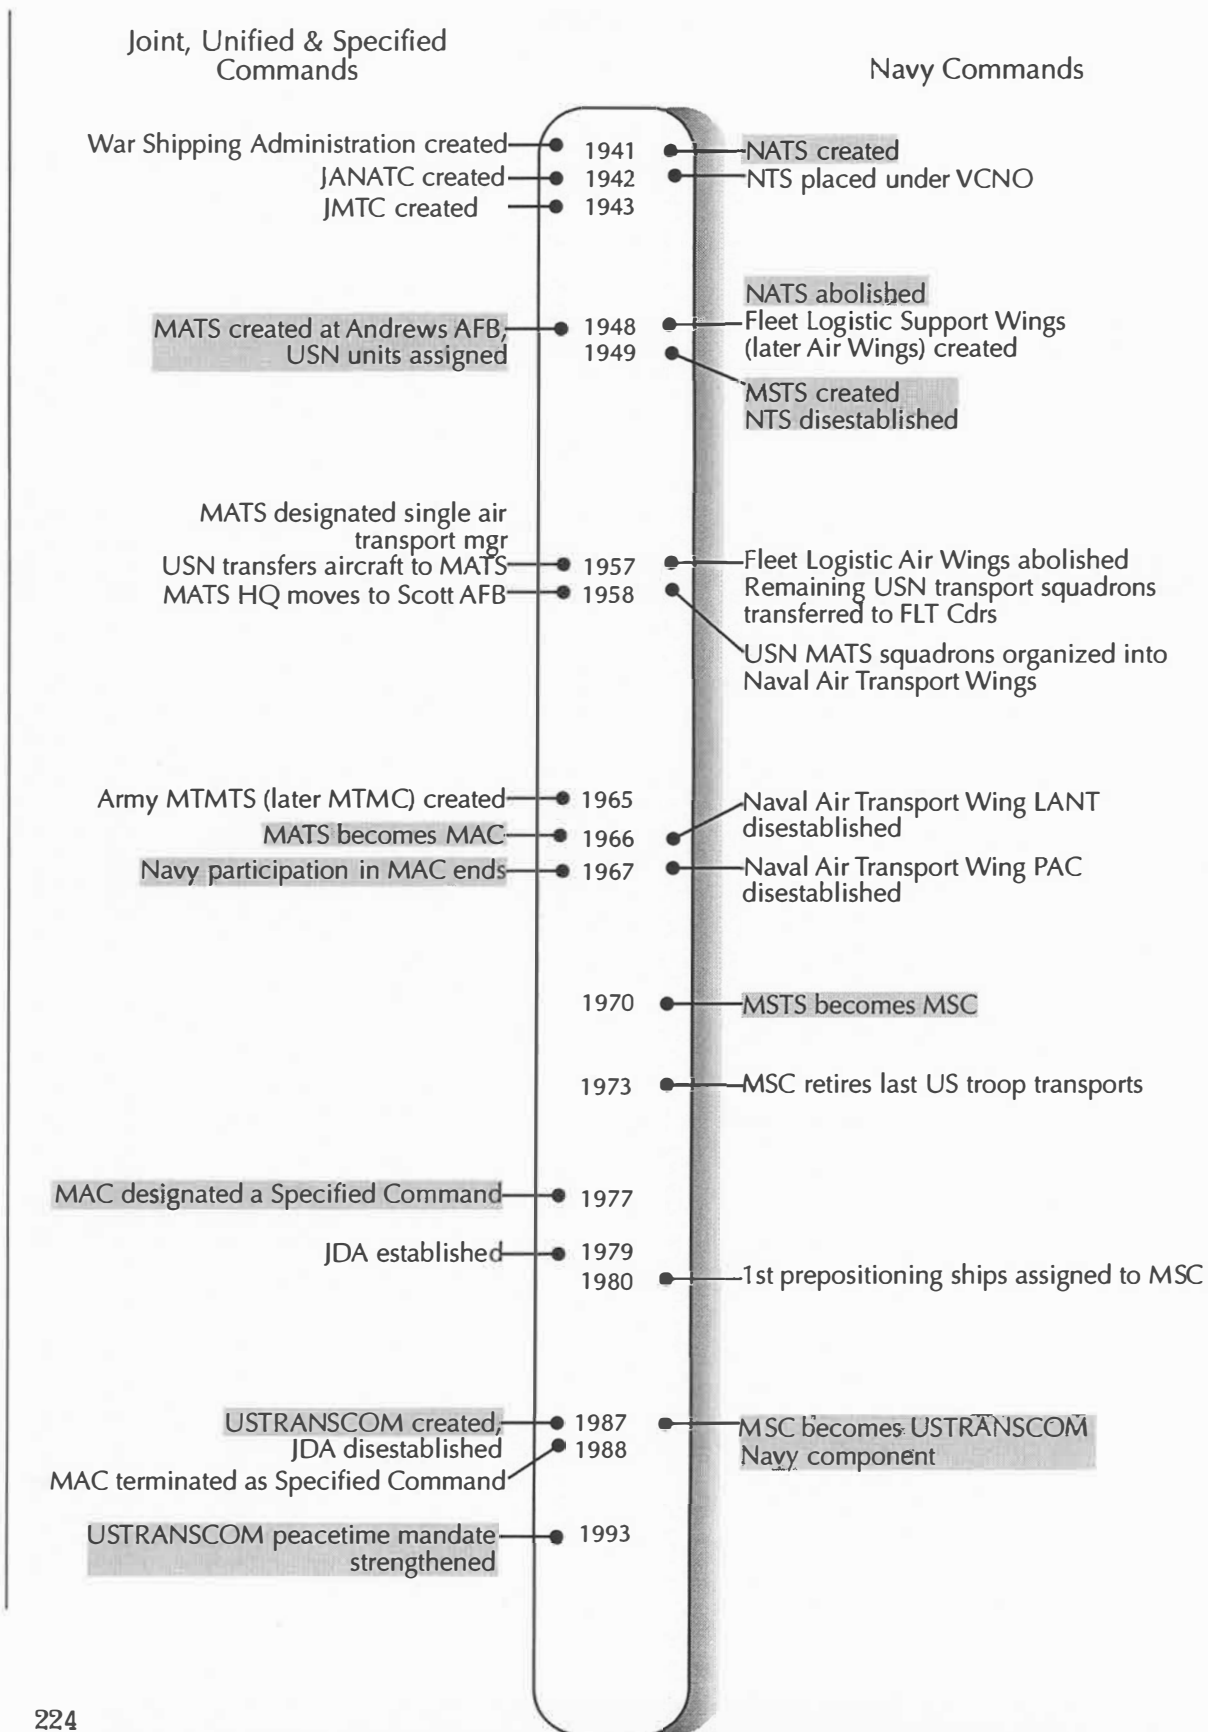 Joint, Unified & Specified
Commands
Navy Commands
War Shipping Administration created
1941
NATS created
JANATC created
1942
NTS placed under VCNO
JMTC created
1943
NATS abolished
MATS created at Andrews AFB,
USN units assigned
1948
Fleet Logistic Support Wings
(later Air Wings) created
1949
MSTS created
NTS disestablished
MATS designated single air
transport mgr
USN transfers aircraft to MATS
1957
Fleet Logistic Air Wings abolished
Remaining USN transport squadrons
transferred to FLT Cdrs
MATS HQ moves to Scott AFB
1958
USN MATS squadrons organized into
Naval Air Transport Wings
Army MTMTS (later MTMC) created
1965
MATS becomes MAC
1966
Naval Air Transport Wing LANT
disestablished
Navy participation in MAC ends
1967
Naval Air Transport Wing PAC
disestablished
1970
MSTS becomes MSC
1973
MSC retires last US troop transports
MAC designated a Specified Command
1977
JDA established
1979
1980
1st prepositioning ships assigned to MSC
USTRANSCOM created,
JDA disestablished
1987
MSC becomes USTRANSCOM
Navy component
1988
MAC terminated as Specified Command
USTRANSCOM peacetime mandate
strengthened
1993
224